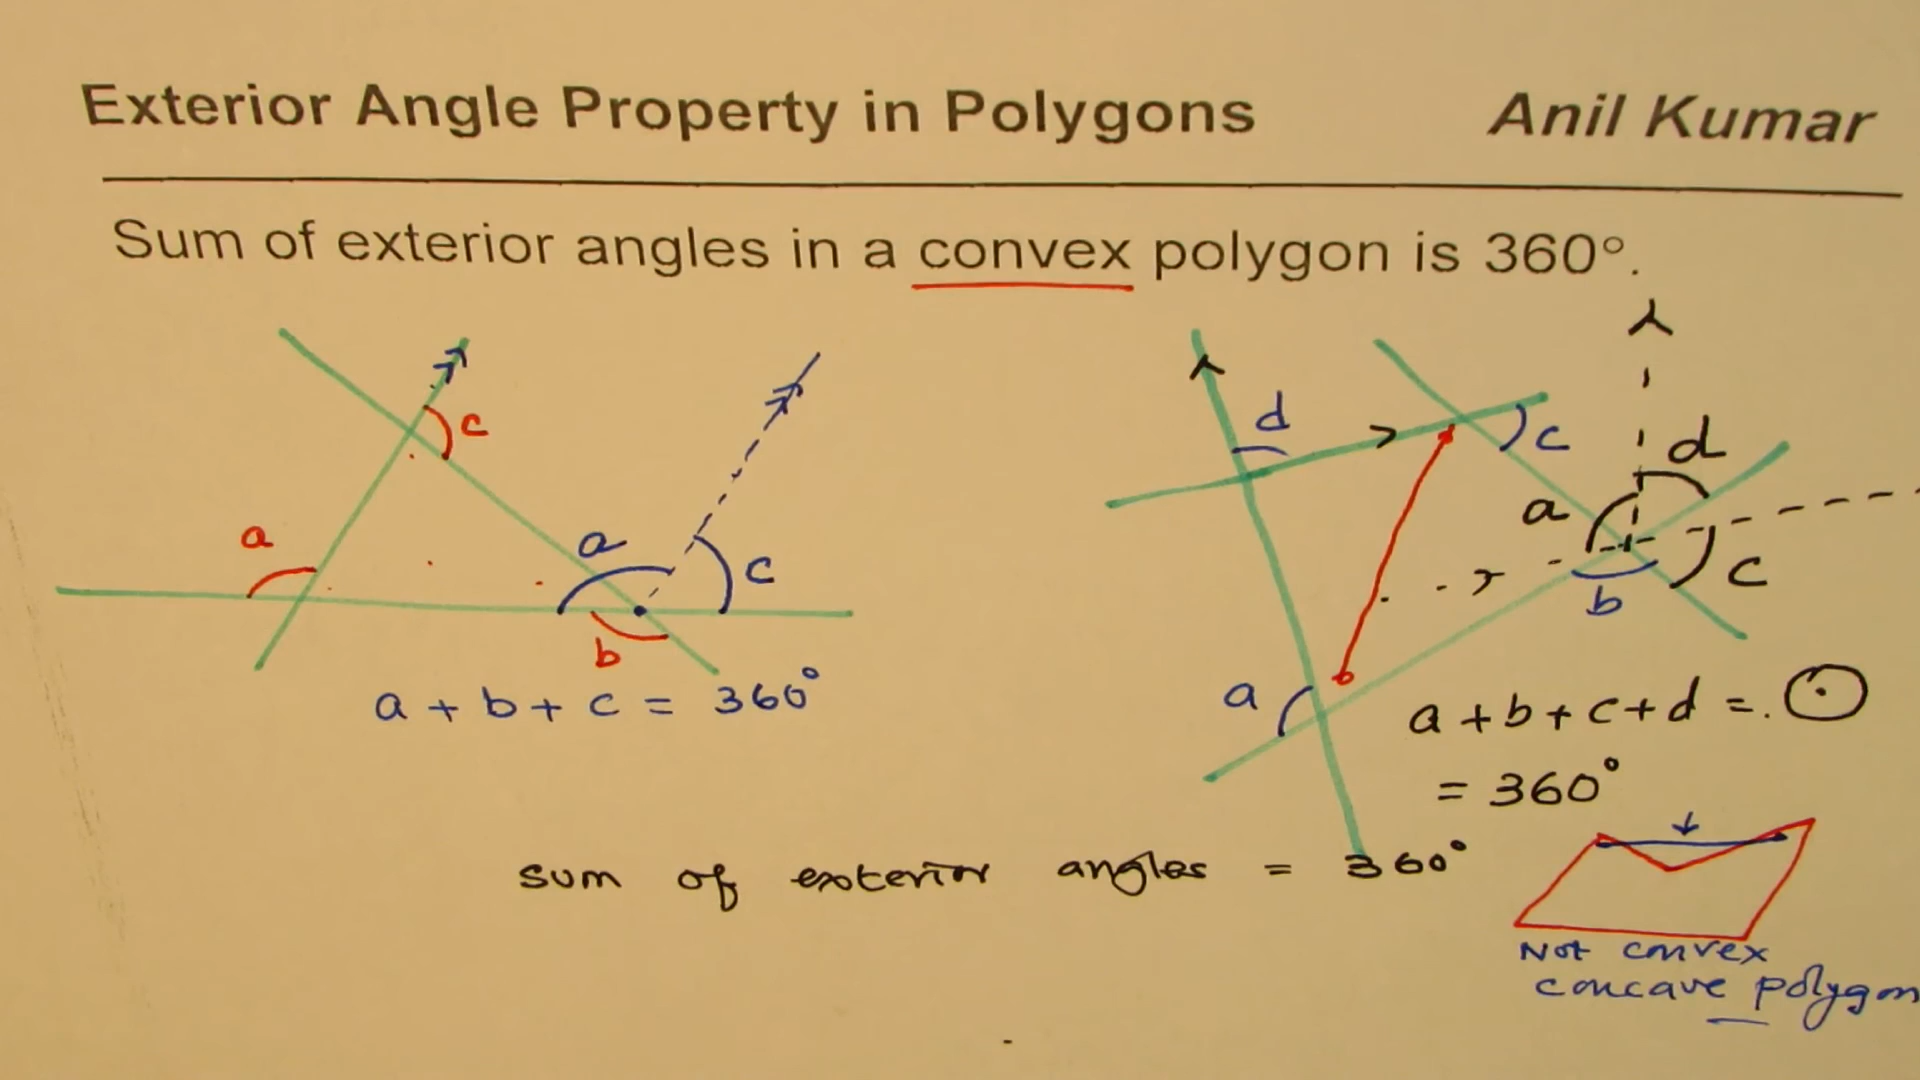 Exterior Angle Property in Polygons Anil Kumar
Sum of exterior angles in a convex polygon is 360°.
c
a
a
c
b
a + b + c = 360°
d
c
d
a
c
b
a
a + b + c + d =
= 360°
sum of exterior angles = 360°
Not convex
concave polygon